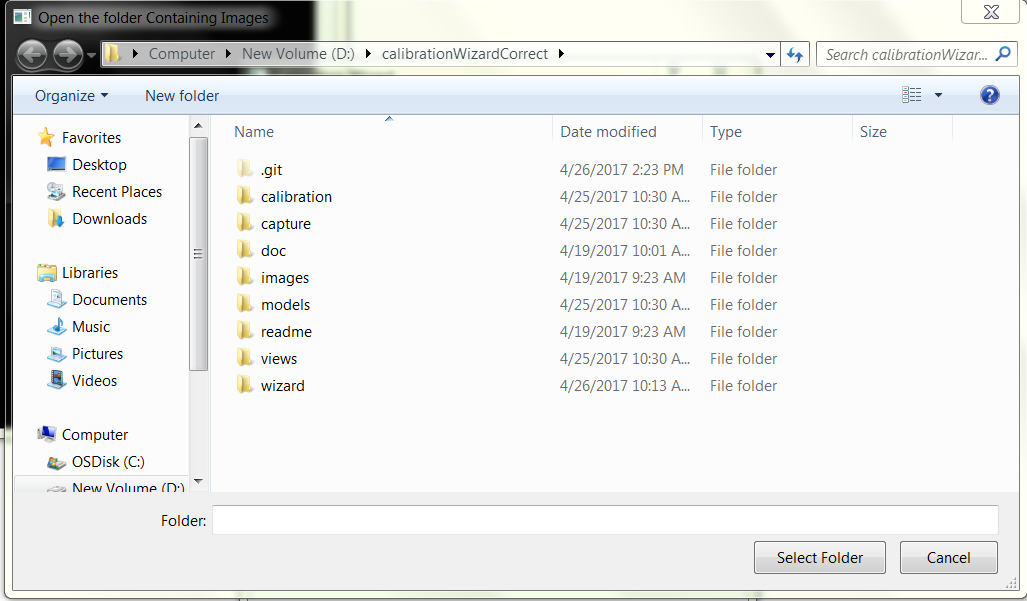 Open the folder Containing Images
Computer New Volume (D:) calibrationWizardCorrect
Search calibrationWizar...
Organize New folder
Name Date modified Type Size
Favorites
Desktop
Recent Places
Downloads
Libraries
Documents
Music
Pictures
Videos
Computer
OSDisk (C:)
New Volume (D:)
.git 4/26/2017 2:23 PM File folder
calibration 4/25/2017 10:30 A... File folder
capture 4/25/2017 10:30 A... File folder
doc 4/19/2017 10:01 A... File folder
images 4/19/2017 9:23 AM File folder
models 4/25/2017 10:30 A... File folder
readme 4/19/2017 9:23 AM File folder
views 4/25/2017 10:30 A... File folder
wizard 4/26/2017 10:13 A... File folder
Folder:
Select Folder Cancel